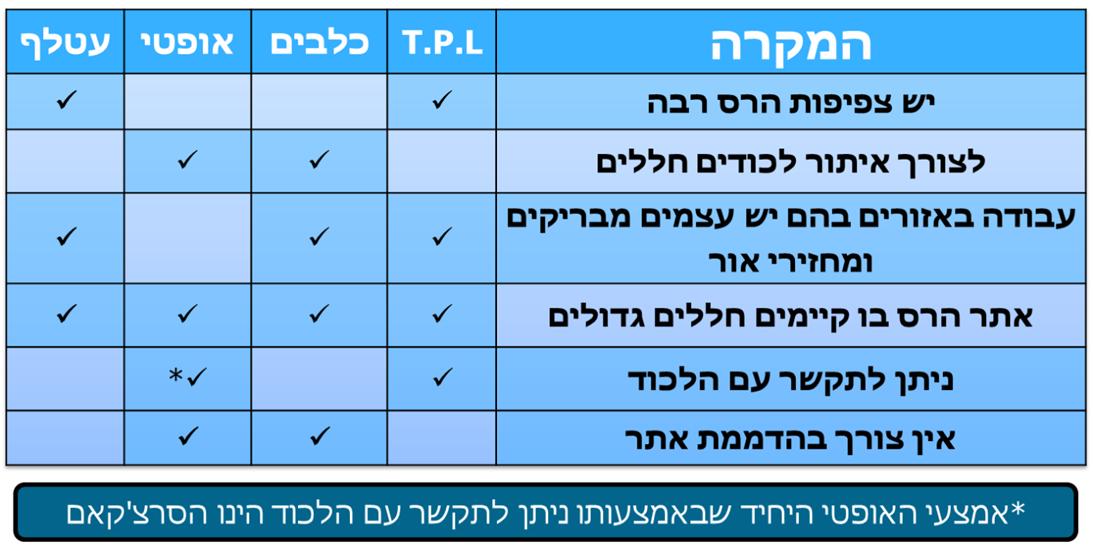 המקרה T.P.L כלבים אופטי עטלף
יש צפיפות הרס רבה ✓ ✓
לצורך איתור לכודים חללים ✓ ✓
עבודה באזורים בהם יש עצמים מבריקים
ומחזירי אור ✓ ✓ ✓
אתר הרס בו קיימים חללים גדולים ✓ ✓ ✓ ✓
ניתן לתקשר עם הלכוד ✓ ✓*
אין צורך בהדממת אתר ✓ ✓
*אמצעי האופטי היחיד שבאמצעותו ניתן לתקשר עם הלכוד הינו הסרצ'קאם